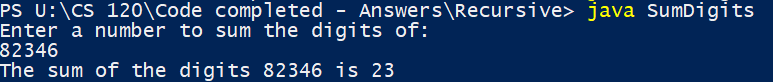 PS U:\CS 120\Code completed - Answers\Recursive> java SumDigits
Enter a number to sum the digits of:
82346
The sum of the digits 82346 is 23